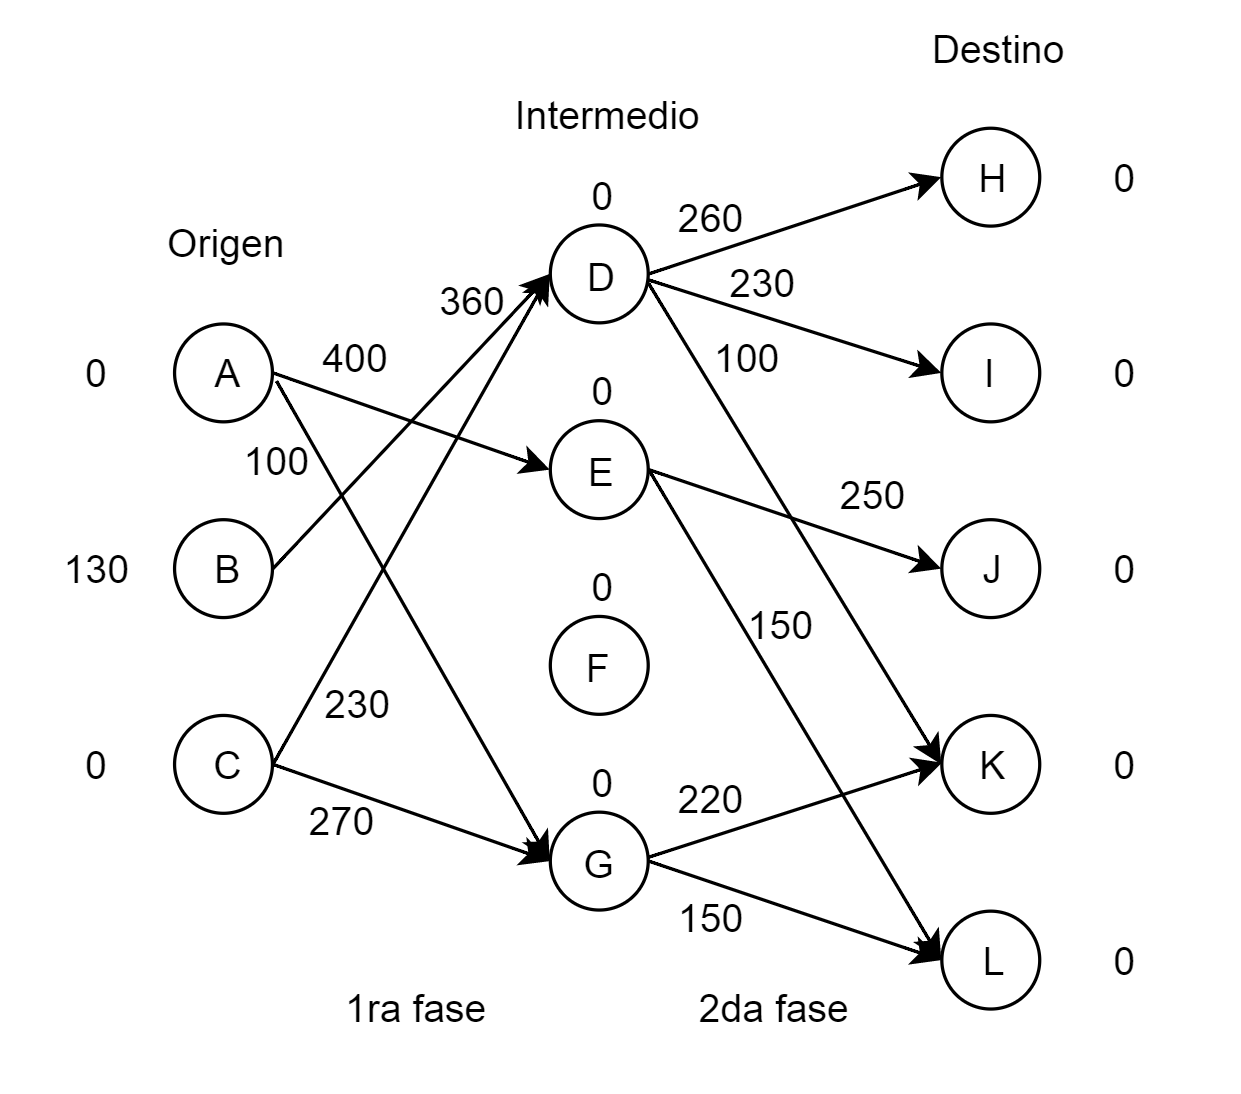 Destino
Intermedio
H 0
0
260
Origen
D
230
360
400
100
0 A
I 0
0
100
E
250
130 B
J 0
0
150
F
230
0 C
0
220
K 0
270
G
150
L 0
1ra fase 2da fase